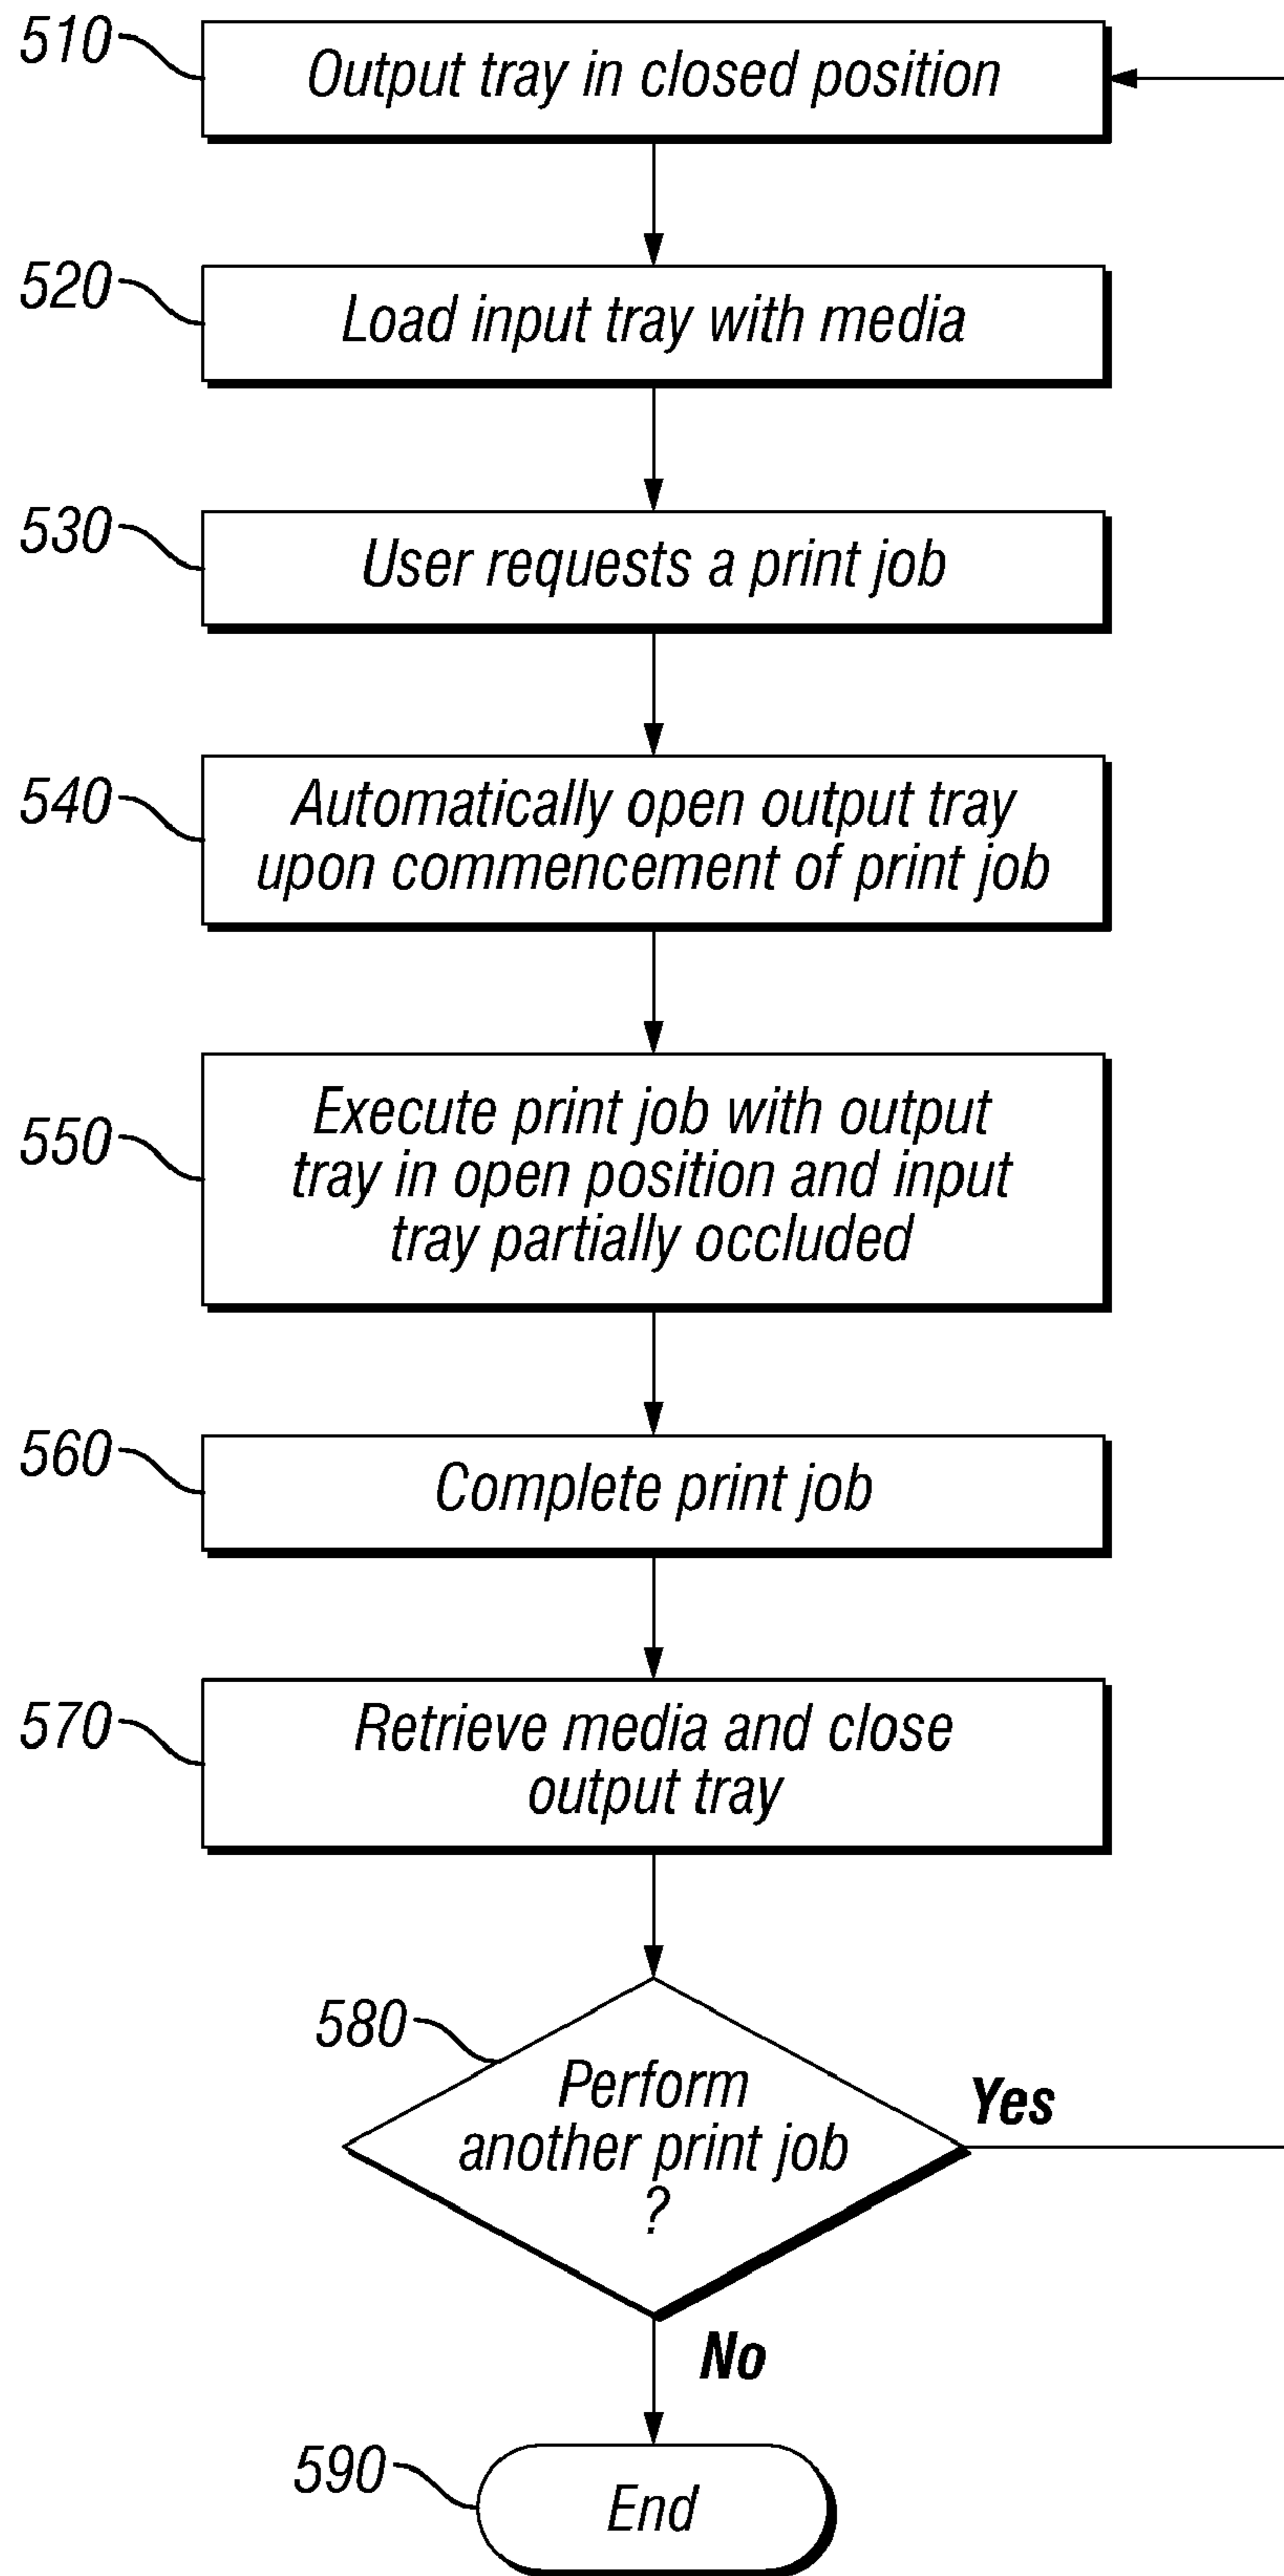 510
Output tray in closed position
520
Load input tray with media
530
User requests a print job
540
Automatically open output tray
upon commencement of print job
550
Execute print job with output
tray in open position and input
tray partially occluded
560
Complete print job
570
Retrieve media and close
output tray
580
Perform
another print job
?
Yes
No
590
End